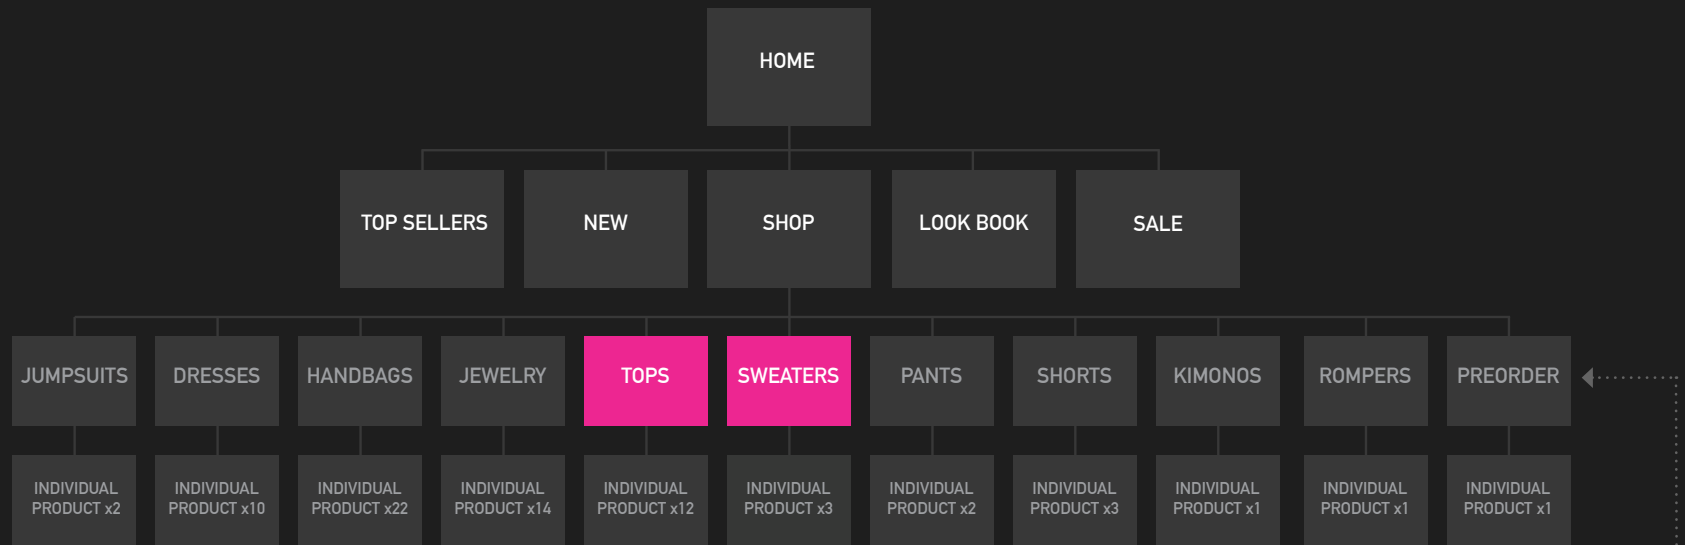 HOME
TOP SELLERS
NEW
SHOP
LOOK BOOK
SALE
JUMPSUITS
DRESSES
HANDBAGS
JEWELRY
TOPS
SWEATERS
PANTS
SHORTS
KIMONOS
ROMPERS
PREORDER
INDIVIDUAL
PRODUCT x2
INDIVIDUAL
PRODUCT x10
INDIVIDUAL
PRODUCT x22
INDIVIDUAL
PRODUCT x14
INDIVIDUAL
PRODUCT x12
INDIVIDUAL
PRODUCT x3
INDIVIDUAL
PRODUCT x2
INDIVIDUAL
PRODUCT x3
INDIVIDUAL
PRODUCT x1
INDIVIDUAL
PRODUCT x1
INDIVIDUAL
PRODUCT x1